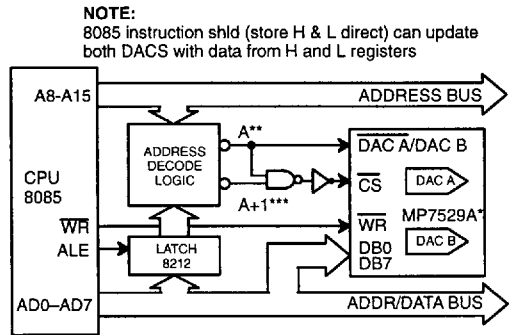 NOTE:
8085 instruction shld (store H & L direct) can update
both DACS with data from H and L registers
A8-A15
ADDRESS BUS
CPU
8085
ADDRESS
DECODE
LOGIC
A**
A+1***
DAC A/DAC B
CS
DAC A
WR
MP7529A*
DAC B
DB0
DB7
WR
ALE
LATCH
8212
AD0–AD7
ADDR/DATA BUS